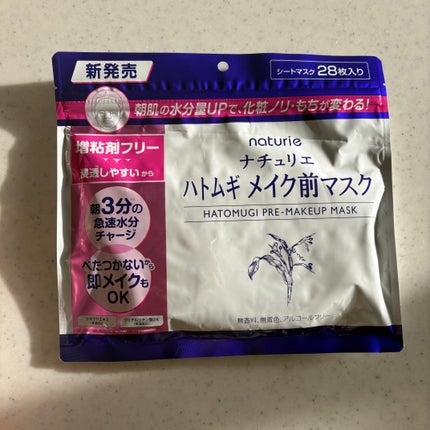 新発売
シートマスク 28枚入り
朝肌の水分量UPで、化粧ノリ・もちが変わる!
増粘剤フリー
浸透しやすいから
朝3分の
急速水分
チャージ
べたつかないから
即メイクも
OK
naturie
ナチュリエ
ハトムギ メイク前マスク
HATOMUGI PRE-MAKEUP MASK
無香料、無着色、アルコールフリー